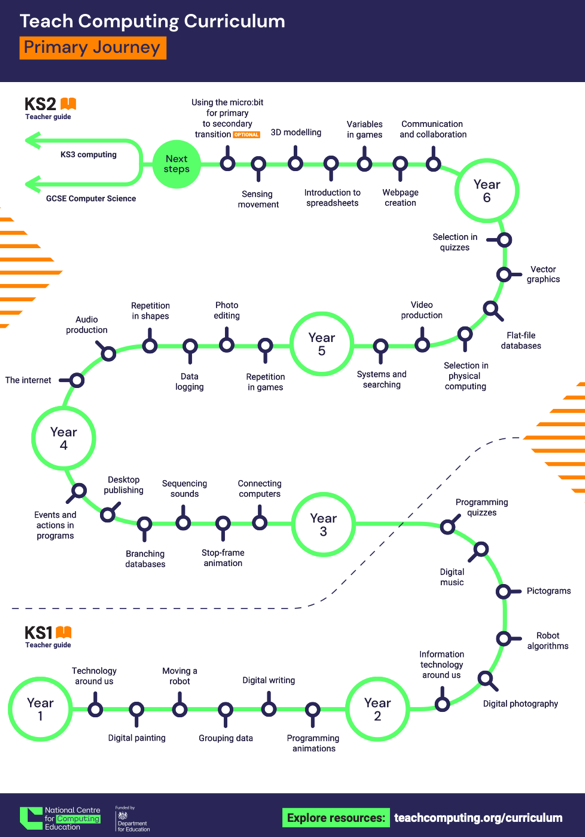 Teach Computing Curriculum
Primary Journey
KS2
Teacher guide
KS3 computing
GCSE Computer Science
Next
steps
Using the micro:bit
for primary
to secondary
transition OPTIONAL
Sensing
movement
3D modelling
Introduction to
spreadsheets
Variables
in games
Webpage
creation
Communication
and collaboration
Year
6
Selection in
quizzes
Vector
graphics
Flat-file
databases
Selection in
physical
computing
Video
production
Systems and
searching
Year
5
Repetition
in games
Photo
editing
Data
logging
Repetition
in shapes
Audio
production
The internet
Year
4
Events and
actions in
programs
Desktop
publishing
Branching
databases
Sequencing
sounds
Stop-frame
animation
Connecting
computers
Year
3
Programming
quizzes
Digital
music
Pictograms
Robot
algorithms
Digital photography
Information
technology
around us
KS1
Teacher guide
Year
1
Technology
around us
Digital painting
Moving a
robot
Grouping data
Digital writing
Programming
animations
Year
2
National Centre
for Computing
Education
Funded by
Department
for Education
Explore resources: teachcomputing.org/curriculum